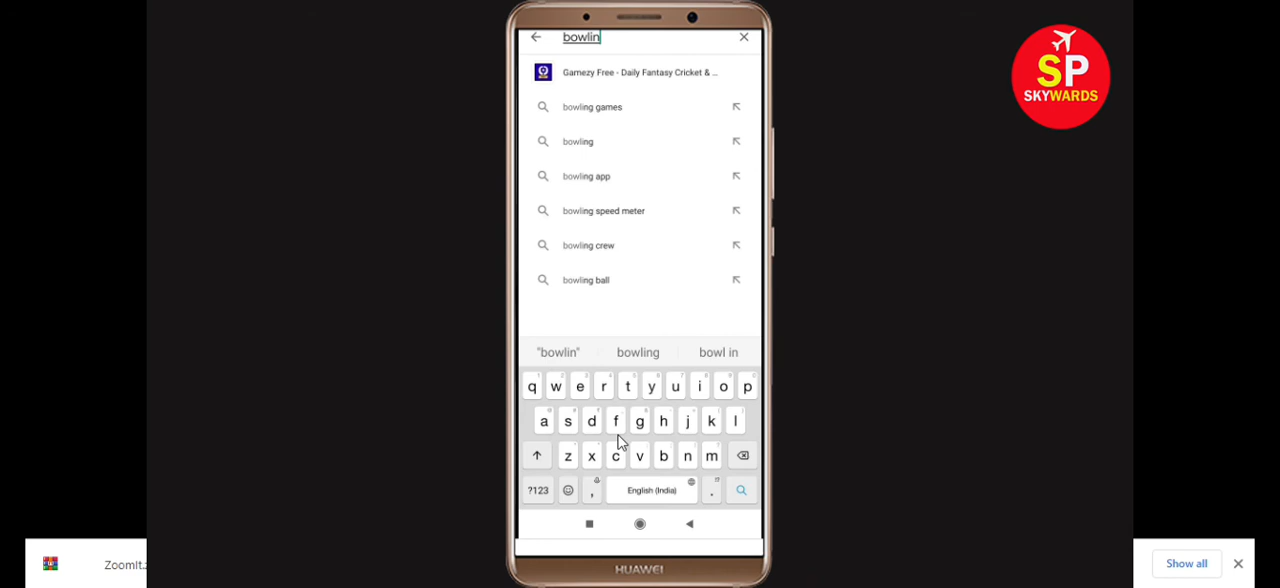 bowlin
SP
SKYWARDS
Gamezy Free - Daily Fantasy Cricket & ...
bowling games
bowling
bowling app
bowling speed meter
bowling crew
bowling ball
"bowlin" bowling bowl in
q w e r t y u i o p
a s d f g h j k l
z x c v b n m
?123 , English (India) .
ZoomIt.z
Show all
HUAWEI